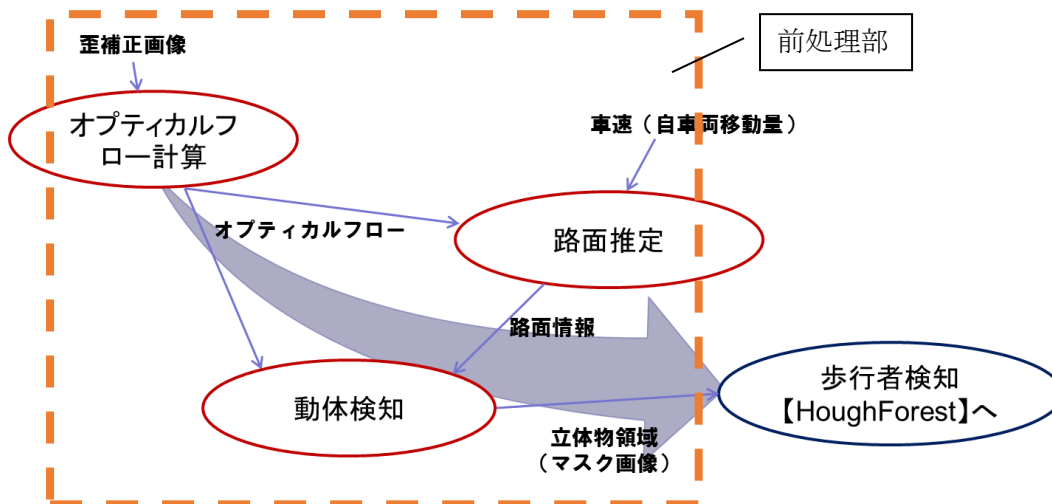 歪補正画像
前処理部
オプティカルフ
ロー計算
車速（自車両移動量）
オプティカルフロー
路面推定
路面情報
動体検知
歩行者検知
【HoughForest】へ
立体物領域
（マスク画像）